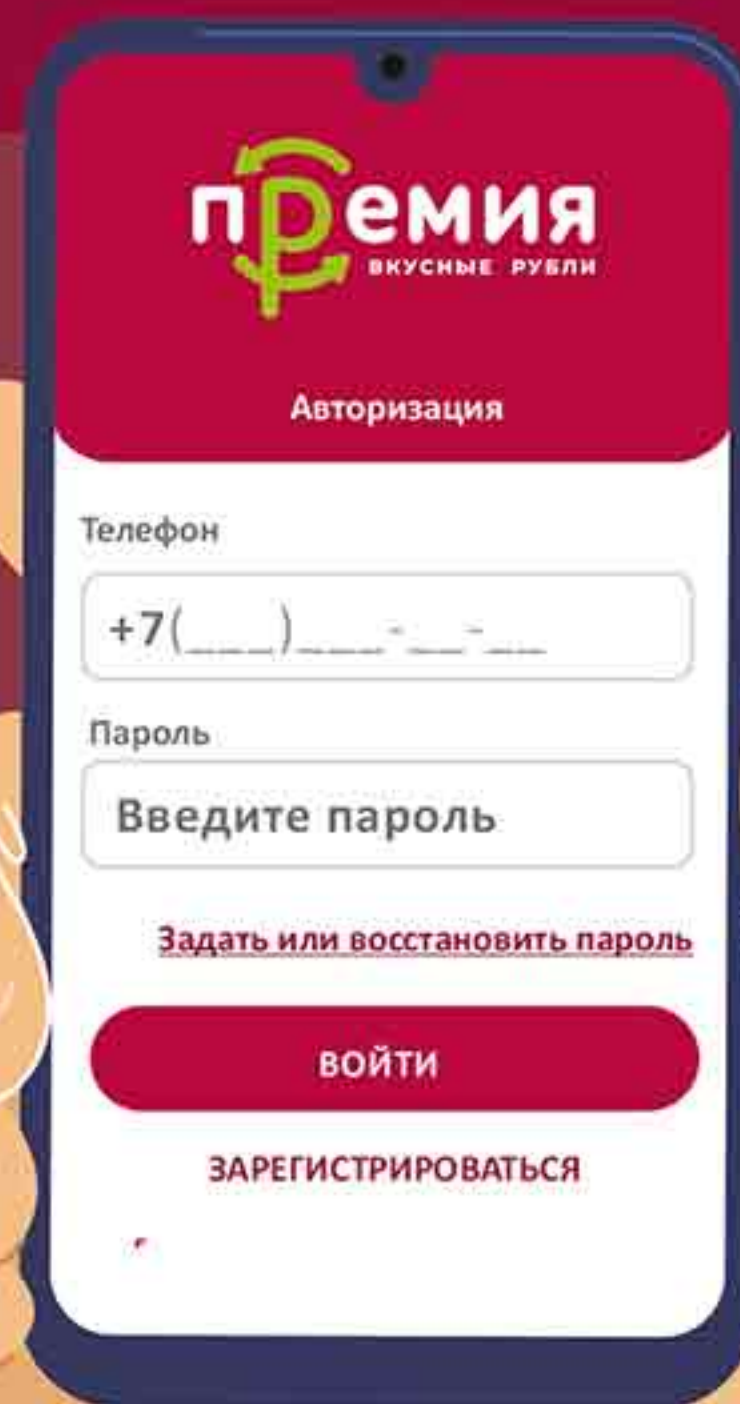 премия
ВКУСНЫЕ РУБЛИ
Авторизация
Телефон
+7(___)___-__-__
Пароль
Введите пароль
Задать или восстановить пароль
ВОЙТИ
ЗАРЕГИСТРИРОВАТЬСЯ